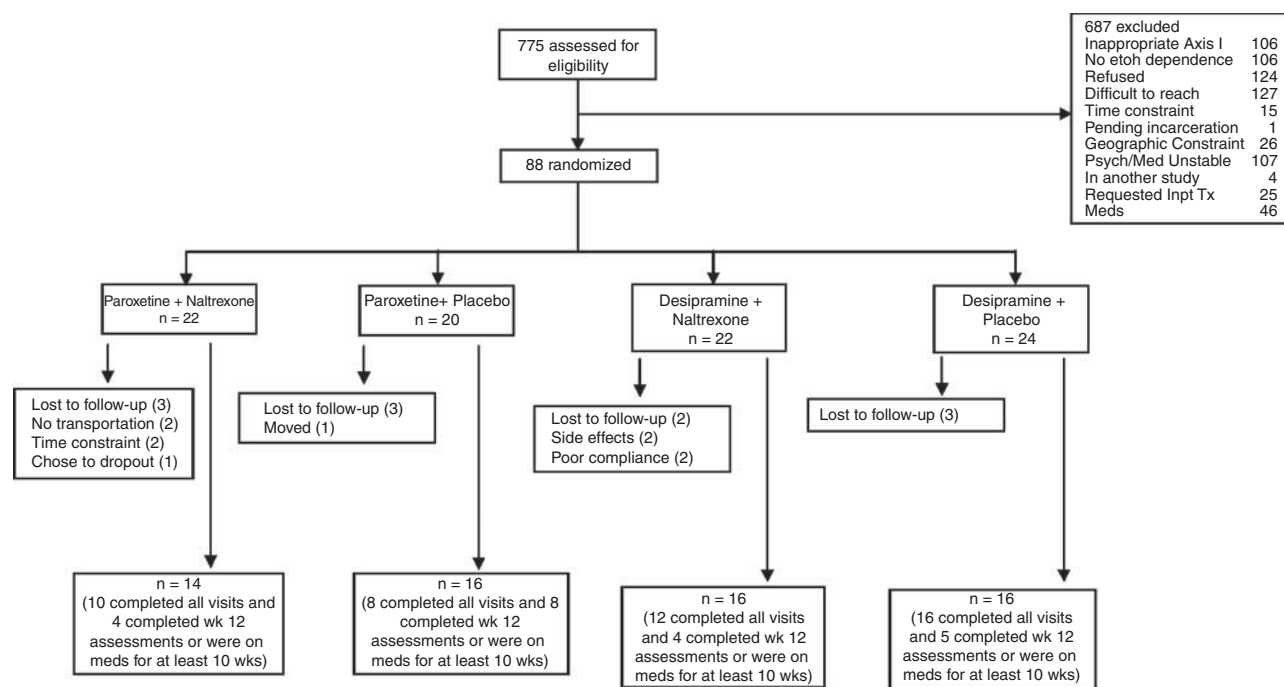 775 assessed for
eligibility
687 excluded
Inappropriate Axis I 106
No etoh dependence 106
Refused 124
Difficult to reach 127
Time constraint 15
Pending incarceration 1
Geographic Constraint 26
Psych/Med Unstable 107
In another study 4
Requested Inpt Tx 25
Meds 46
88 randomized
Paroxetine + Naltrexone
n = 22
Paroxetine+ Placebo
n = 20
Desipramine +
Naltrexone
n = 22
Desipramine +
Placebo
n = 24
Lost to follow-up (3)
No transportation (2)
Time constraint (2)
Chose to dropout (1)
Lost to follow-up (3)
Moved (1)
Lost to follow-up (2)
Side effects (2)
Poor compliance (2)
Lost to follow-up (3)
n = 14
(10 completed all visits and
4 completed wk 12
assessments or were on
meds for at least 10 wks)
n = 16
(8 completed all visits and 8
completed wk 12
assessments or were on
meds for at least 10 wks)
n = 16
(12 completed all visits
and 4 completed wk 12
assessments or were on
meds for at least 10 wks)
n = 16
(16 completed all visits
and 5 completed wk 12
assessments or were on
meds for at least 10 wks)